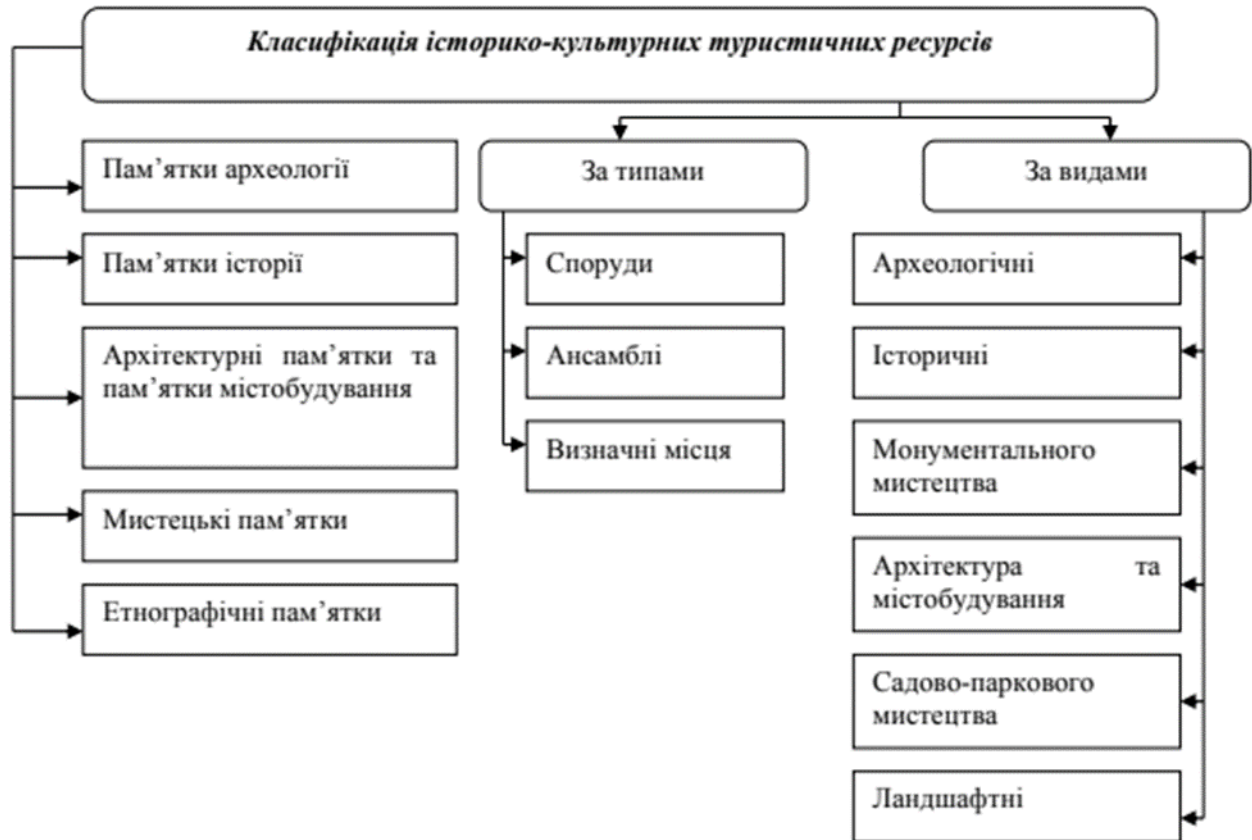 Класифікація історико-культурних туристичних ресурсів
Пам’ятки археології
Пам’ятки історії
Архітектурні пам’ятки та
пам’ятки містобудування
Мистецькі пам’ятки
Етнографічні пам’ятки
За типами
Споруди
Ансамблі
Визначні місця
За видами
Археологічні
Історичні
Монументального
мистецтва
Архітектура та
містобудування
Садово-паркового
мистецтва
Ландшафтні